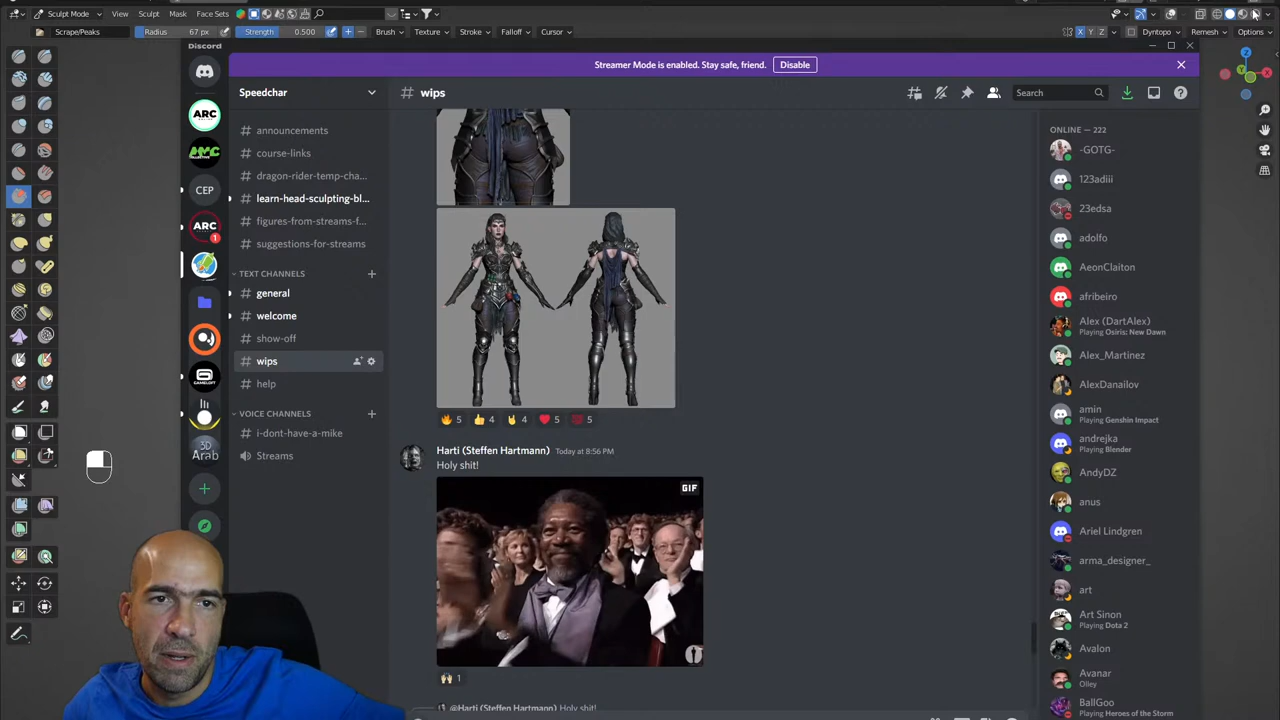 Sculpt Mode
View
Sculpt
Mask
Face Sets
Scrape/Peaks
Radius 67 px
Strength 0.500
Brush
Texture
Stroke
Falloff
Cursor
X Y Z
Dyntopo
Remesh
Options
Discord
Streamer Mode is enabled. Stay safe, friend.
Disable
Speedchar
# wips
Search
ARC
CEP
ARC
1
GAMELOFT
3D
Arab
# announcements
# course-links
# dragon-rider-temp-cha...
# learn-head-sculpting-bl...
# figures-from-streams-f...
# suggestions-for-streams
TEXT CHANNELS
# general
# welcome
# show-off
# wips
# help
VOICE CHANNELS
# i-dont-have-a-mike
Streams
5 4 4 5 5
Harti (Steffen Hartmann) Today at 8:56 PM
Holy shit!
GIF
1
@Harti (Steffen Hartmann) Holy shit!
ONLINE — 222
-GOTG-
123adiii
23edsa
adolfo
AeonClaiton
afribeiro
Alex (DartAlex)
Playing Osiris: New Dawn
Alex_Martinez
AlexDanailov
amin
Playing Genshin Impact
andrejka
Playing Blender
AndyDZ
anus
Ariel Lindgren
arma_designer_
art
Art Sinon
Playing Dota 2
Avalon
Avanar
Olley
BallGoo
Playing Heroes of the Storm